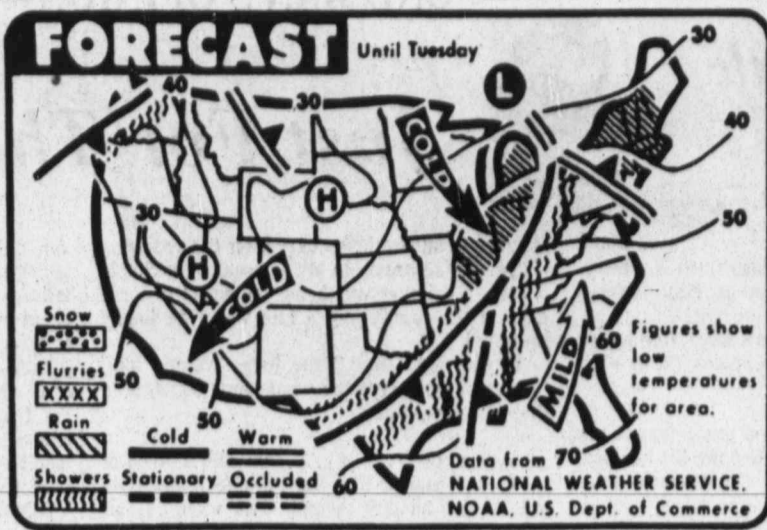 FORECAST Until Tuesday
30
40
30
L
COLD
40
H
30
50
H
COLD
Snow
Flurries
XXXX
50
50
Rain
Cold Warm
Showers Stationary Occluded
60
MILD
60
Figures show
low
temperatures
for area.
70
Data from
NATIONAL WEATHER SERVICE,
NOAA, U.S. Dept. of Commerce